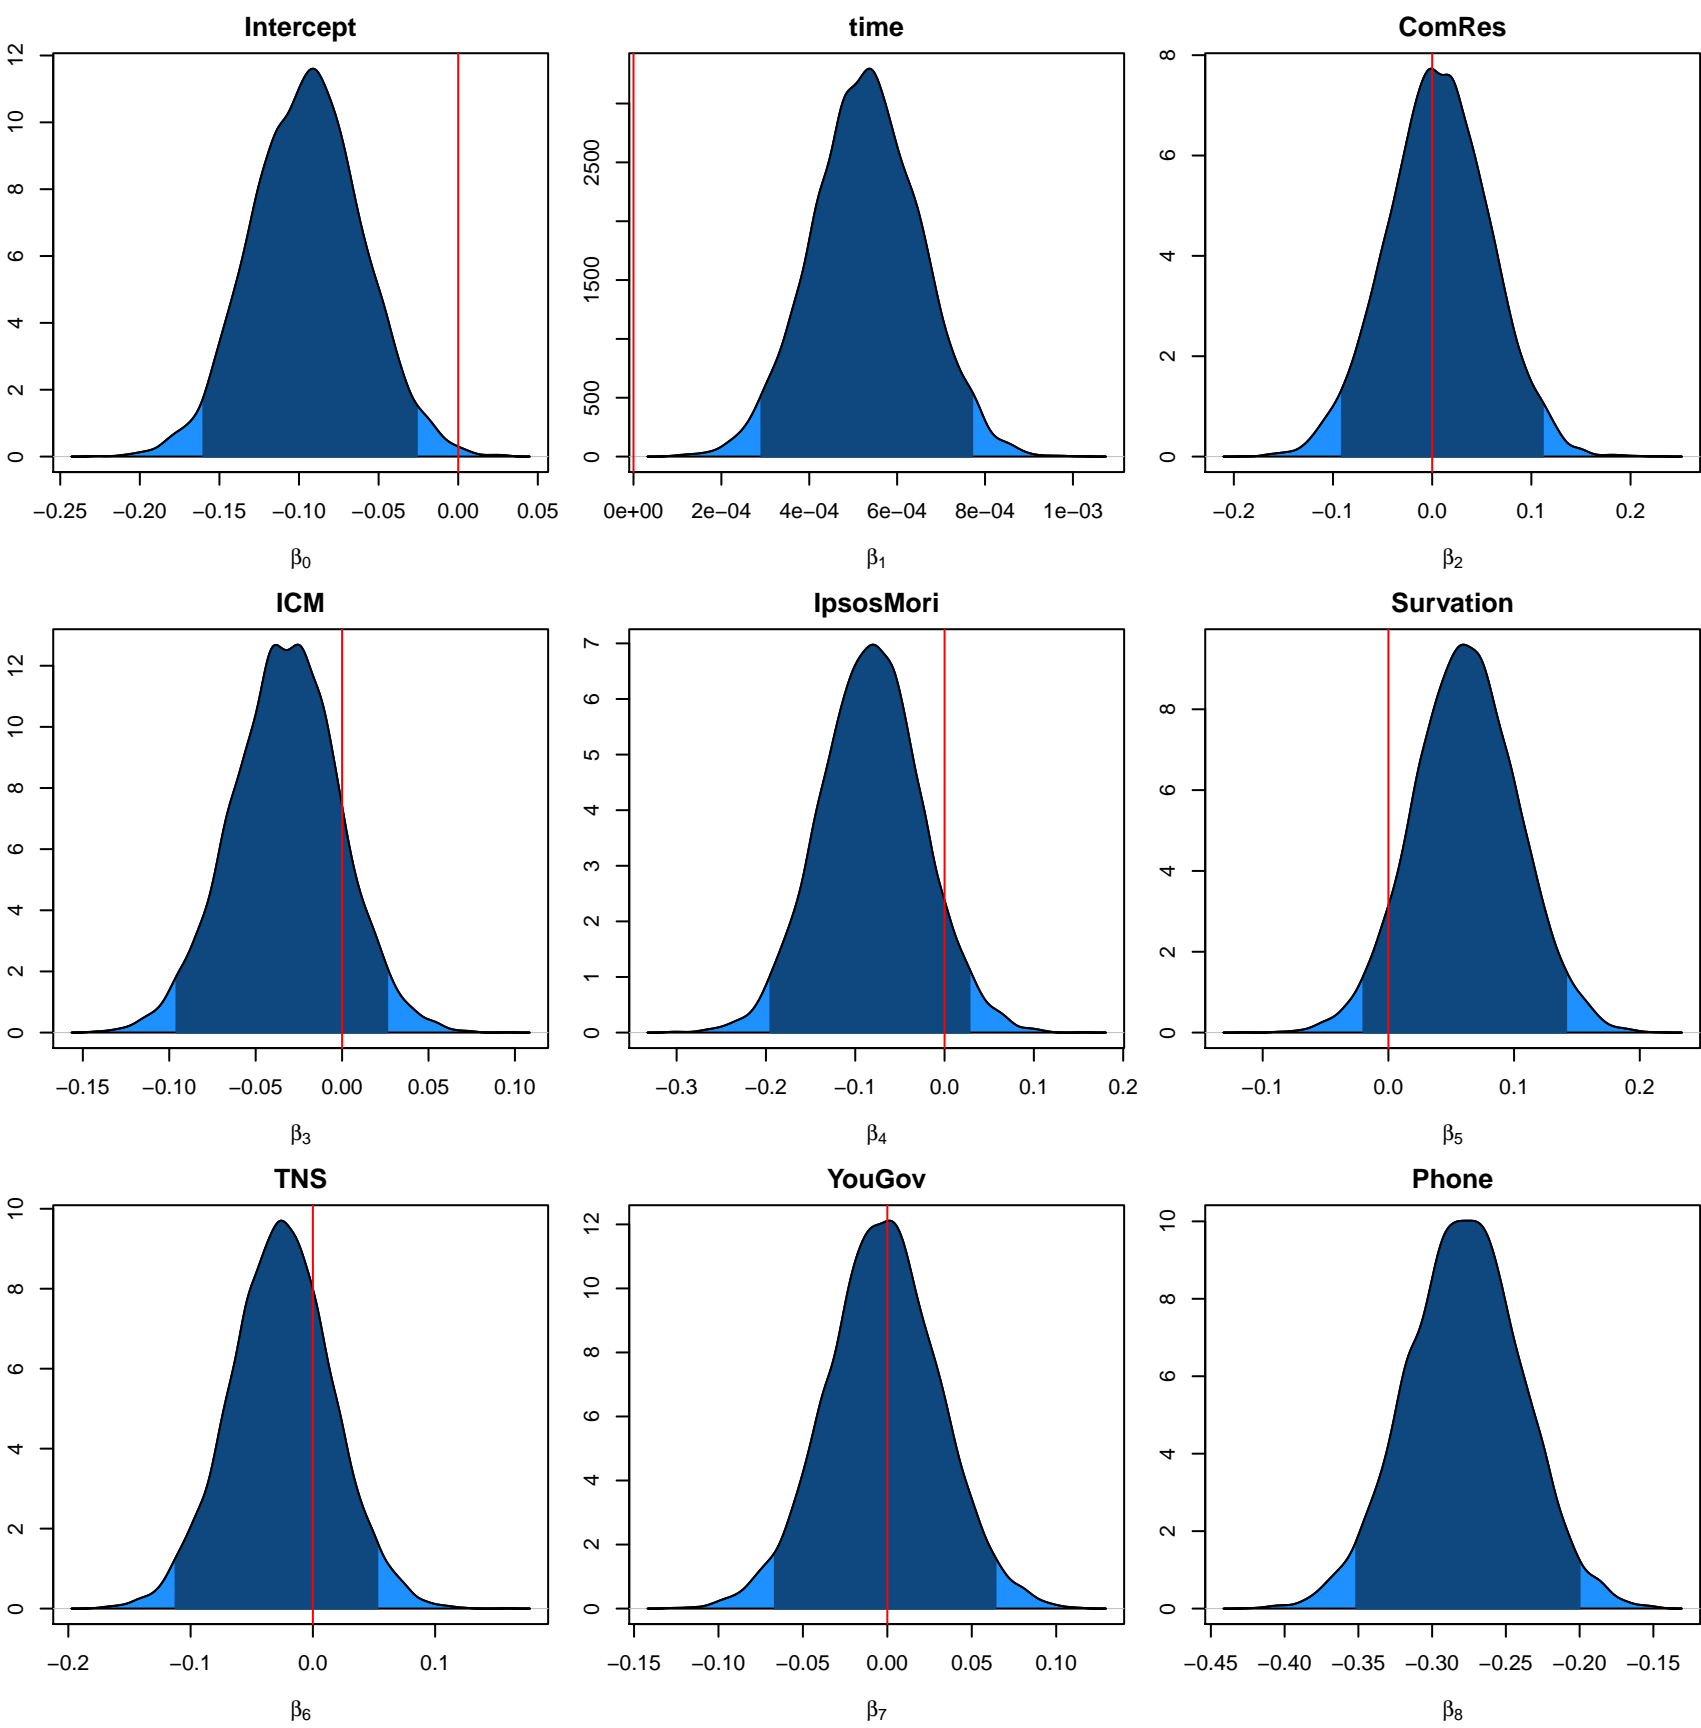 Intercept
time
ComRes
0 2 4 6 8 10 12
0 500 1500 2500
0 2 4 6 8
−0.25 −0.20 −0.15 −0.10 −0.05 0.00 0.05
0e+00 2e−04 4e−04 6e−04 8e−04 1e−03
−0.2 −0.1 0.0 0.1 0.2
β0
β1
β2
ICM
IpsosMori
Survation
0 2 4 6 8 10 12
0 1 2 3 4 5 6 7
0 2 4 6 8
−0.15 −0.10 −0.05 0.00 0.05 0.10
−0.3 −0.2 −0.1 0.0 0.1 0.2
−0.1 0.0 0.1 0.2
β3
β4
β5
TNS
YouGov
Phone
0 2 4 6 8 10
0 2 4 6 8 10 12
0 2 4 6 8 10
−0.2 −0.1 0.0 0.1
−0.15 −0.10 −0.05 0.00 0.05 0.10
−0.45 −0.40 −0.35 −0.30 −0.25 −0.20 −0.15
β6
β7
β8